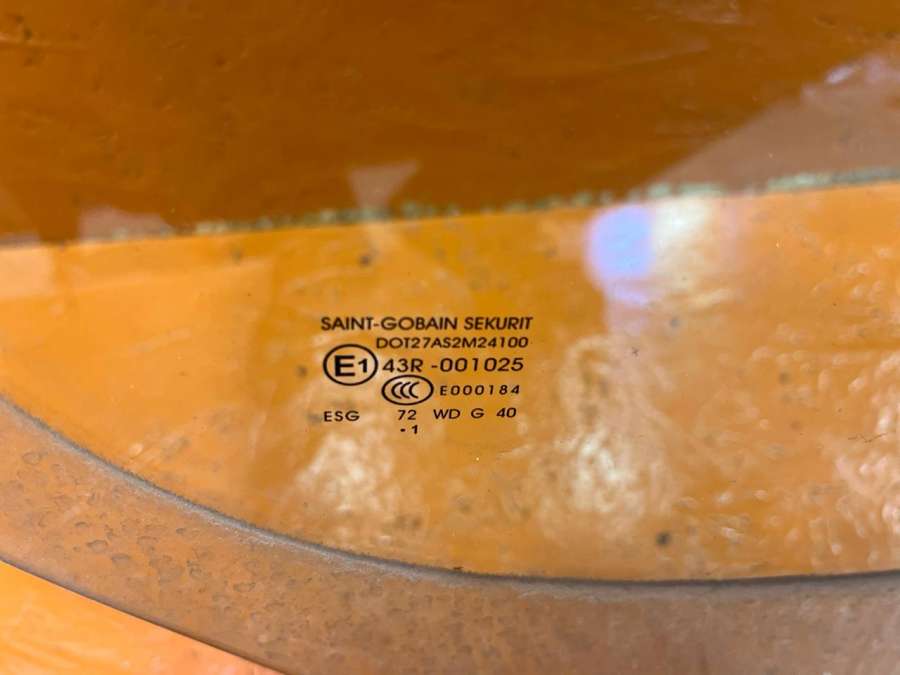 SAINT-GOBAIN SEKURIT
DOT27AS2M24100
E1 43R -001025
CCC E000184
ESG 72 WD G 40
• 1